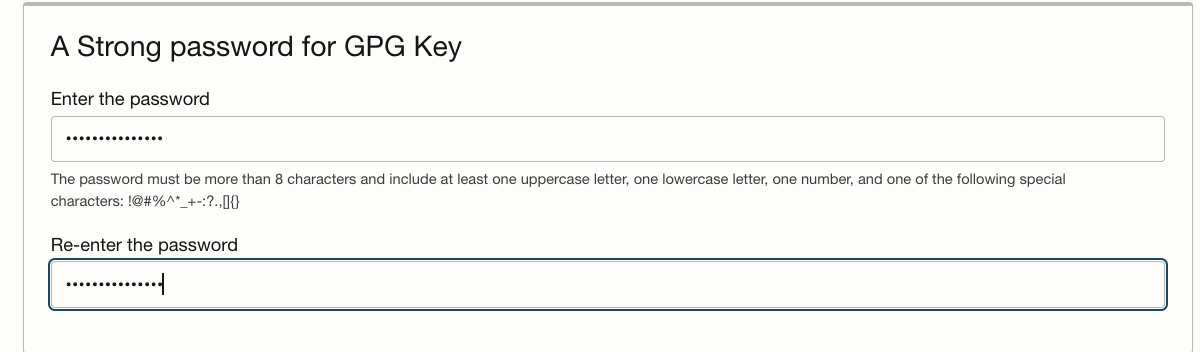 A Strong password for GPG Key
Enter the password
•••••••••••••••
The password must be more than 8 characters and include at least one uppercase letter, one lowercase letter, one number, and one of the following special
characters: !@#%^*_+-:?.,[]{}
Re-enter the password
•••••••••••••••